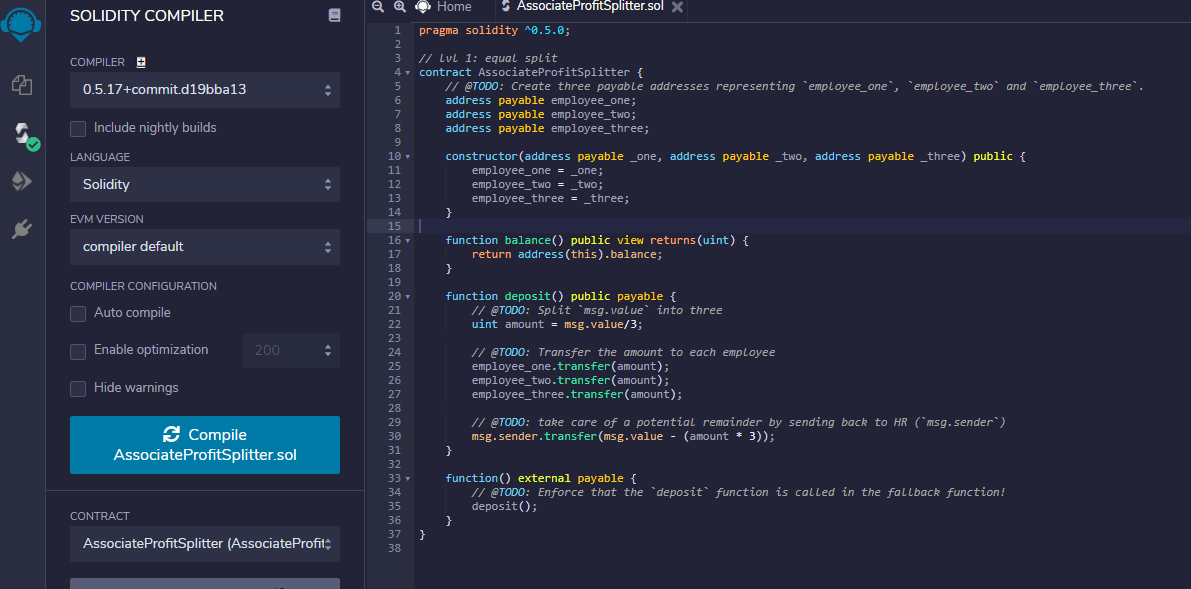 SOLIDITY COMPILER
COMPILER
0.5.17+commit.d19bba13
Include nightly builds
LANGUAGE
Solidity
EVM VERSION
compiler default
COMPILER CONFIGURATION
Auto compile
Enable optimization
200
Hide warnings
Compile
AssociateProfitSplitter.sol
CONTRACT
AssociateProfitSplitter (AssociateProfit
Home
AssociateProfitSplitter.sol
1 pragma solidity ^0.5.0;
2
3 // lvl 1: equal split
4 contract AssociateProfitSplitter {
5 // @TODO: Create three payable addresses representing `employee_one`, `employee_two` and `employee_three`.
6 address payable employee_one;
7 address payable employee_two;
8 address payable employee_three;
9
10 constructor(address payable _one, address payable _two, address payable _three) public {
11 employee_one = _one;
12 employee_two = _two;
13 employee_three = _three;
14 }
15
16 function balance() public view returns(uint) {
17 return address(this).balance;
18 }
19
20 function deposit() public payable {
21 // @TODO: Split `msg.value` into three
22 uint amount = msg.value/3;
23
24 // @TODO: Transfer the amount to each employee
25 employee_one.transfer(amount);
26 employee_two.transfer(amount);
27 employee_three.transfer(amount);
28
29 // @TODO: take care of a potential remainder by sending back to HR (`msg.sender`)
30 msg.sender.transfer(msg.value - (amount * 3));
31 }
32
33 function() external payable {
34 // @TODO: Enforce that the `deposit` function is called in the fallback function!
35 deposit();
36 }
37 }
38